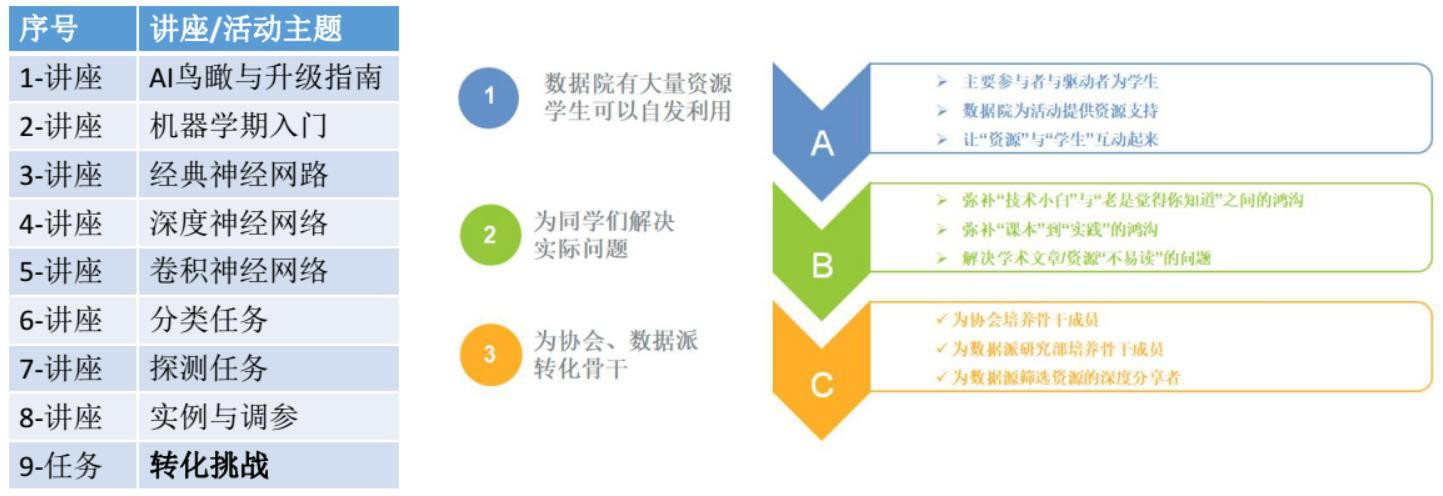 序号 讲座/活动主题
1-讲座 AI鸟瞰与升级指南
2-讲座 机器学期入门
3-讲座 经典神经网路
4-讲座 深度神经网络
5-讲座 卷积神经网络
6-讲座 分类任务
7-讲座 探测任务
8-讲座 实例与调参
9-任务 转化挑战
1
数据院有大量资源
学生可以自发利用
A
➢ 主要参与者与驱动者为学生
➢ 数据院为活动提供资源支持
➢ 让“资源”与“学生”互动起来
2
为同学们解决
实际问题
B
➢ 弥补“技术小白”与“老是觉得你知道”之间的鸿沟
➢ 弥补“课本”到“实践”的鸿沟
➢ 解决学术文章/资源“不易读”的问题
3
为协会、数据派
转化骨干
C
✓ 为协会培养骨干成员
✓ 为数据派研究部培养骨干成员
✓ 为数据源筛选资源的深度分享者